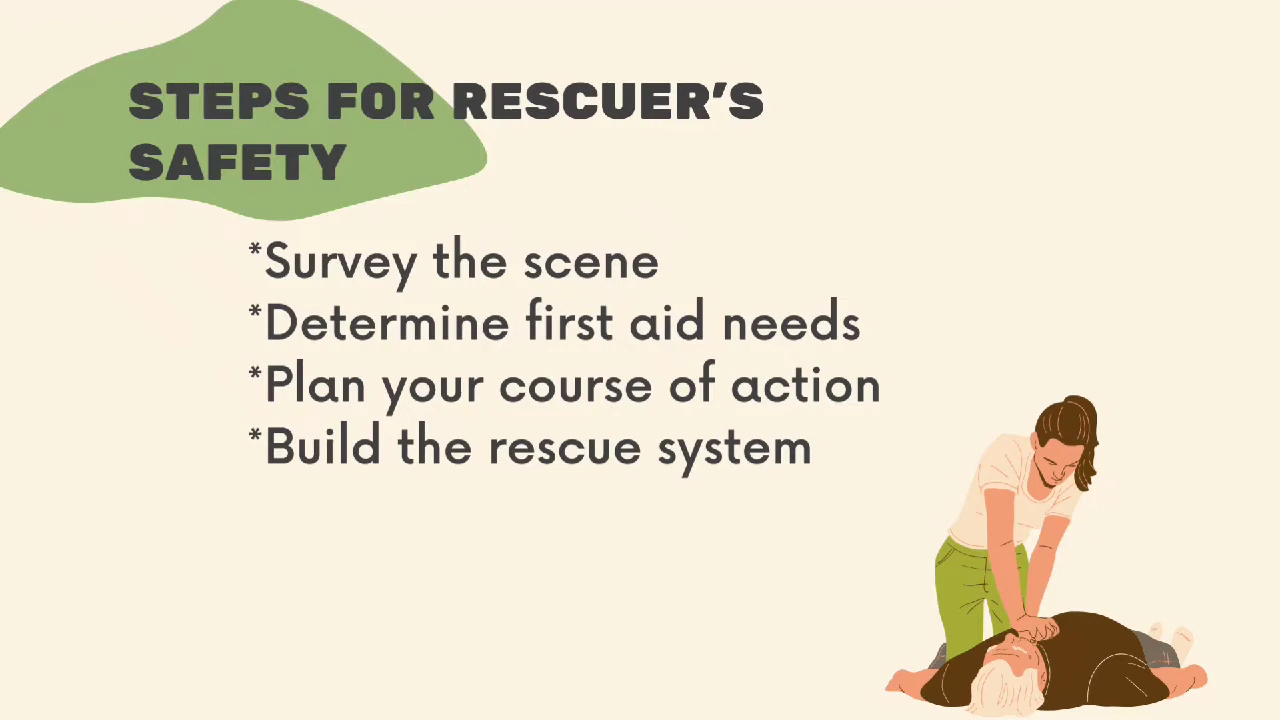 STEPS FOR RESCUER'S
SAFETY
*Survey the scene
*Determine first aid needs
*Plan your course of action
*Build the rescue system